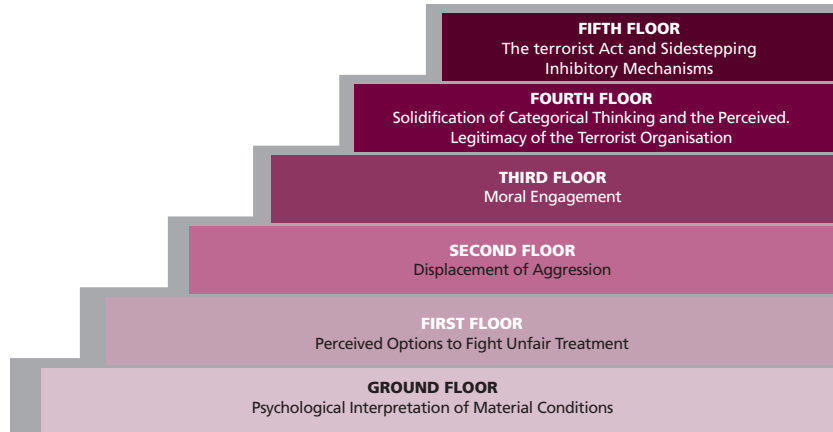 FIFTH FLOOR
The terrorist Act and Sidestepping
Inhibitory Mechanisms
FOURTH FLOOR
Solidification of Categorical Thinking and the Perceived.
Legitimacy of the Terrorist Organisation
THIRD FLOOR
Moral Engagement
SECOND FLOOR
Displacement of Aggression
FIRST FLOOR
Perceived Options to Fight Unfair Treatment
GROUND FLOOR
Psychological Interpretation of Material Conditions